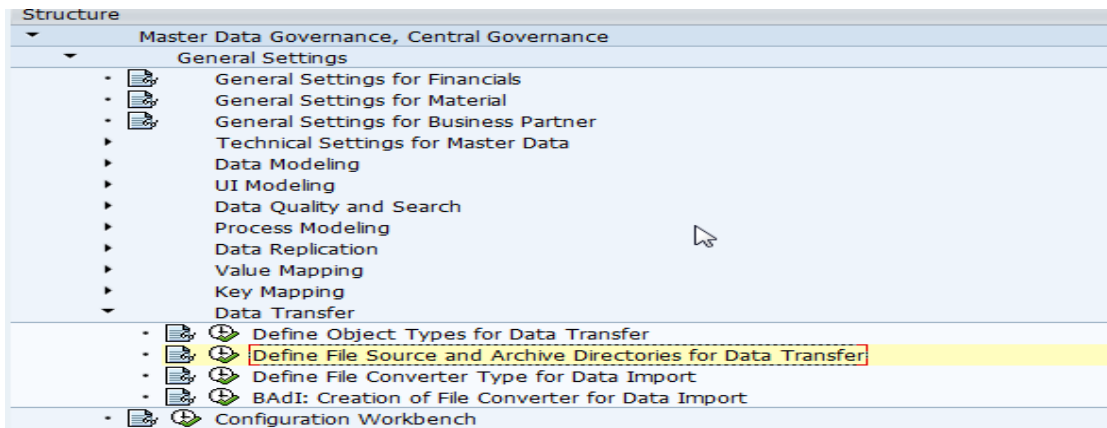 Structure
Master Data Governance, Central Governance
General Settings
General Settings for Financials
General Settings for Material
General Settings for Business Partner
Technical Settings for Master Data
Data Modeling
UI Modeling
Data Quality and Search
Process Modeling
Data Replication
Value Mapping
Key Mapping
Data Transfer
Define Object Types for Data Transfer
Define File Source and Archive Directories for Data Transfer
Define File Converter Type for Data Import
BAdI: Creation of File Converter for Data Import
Configuration Workbench